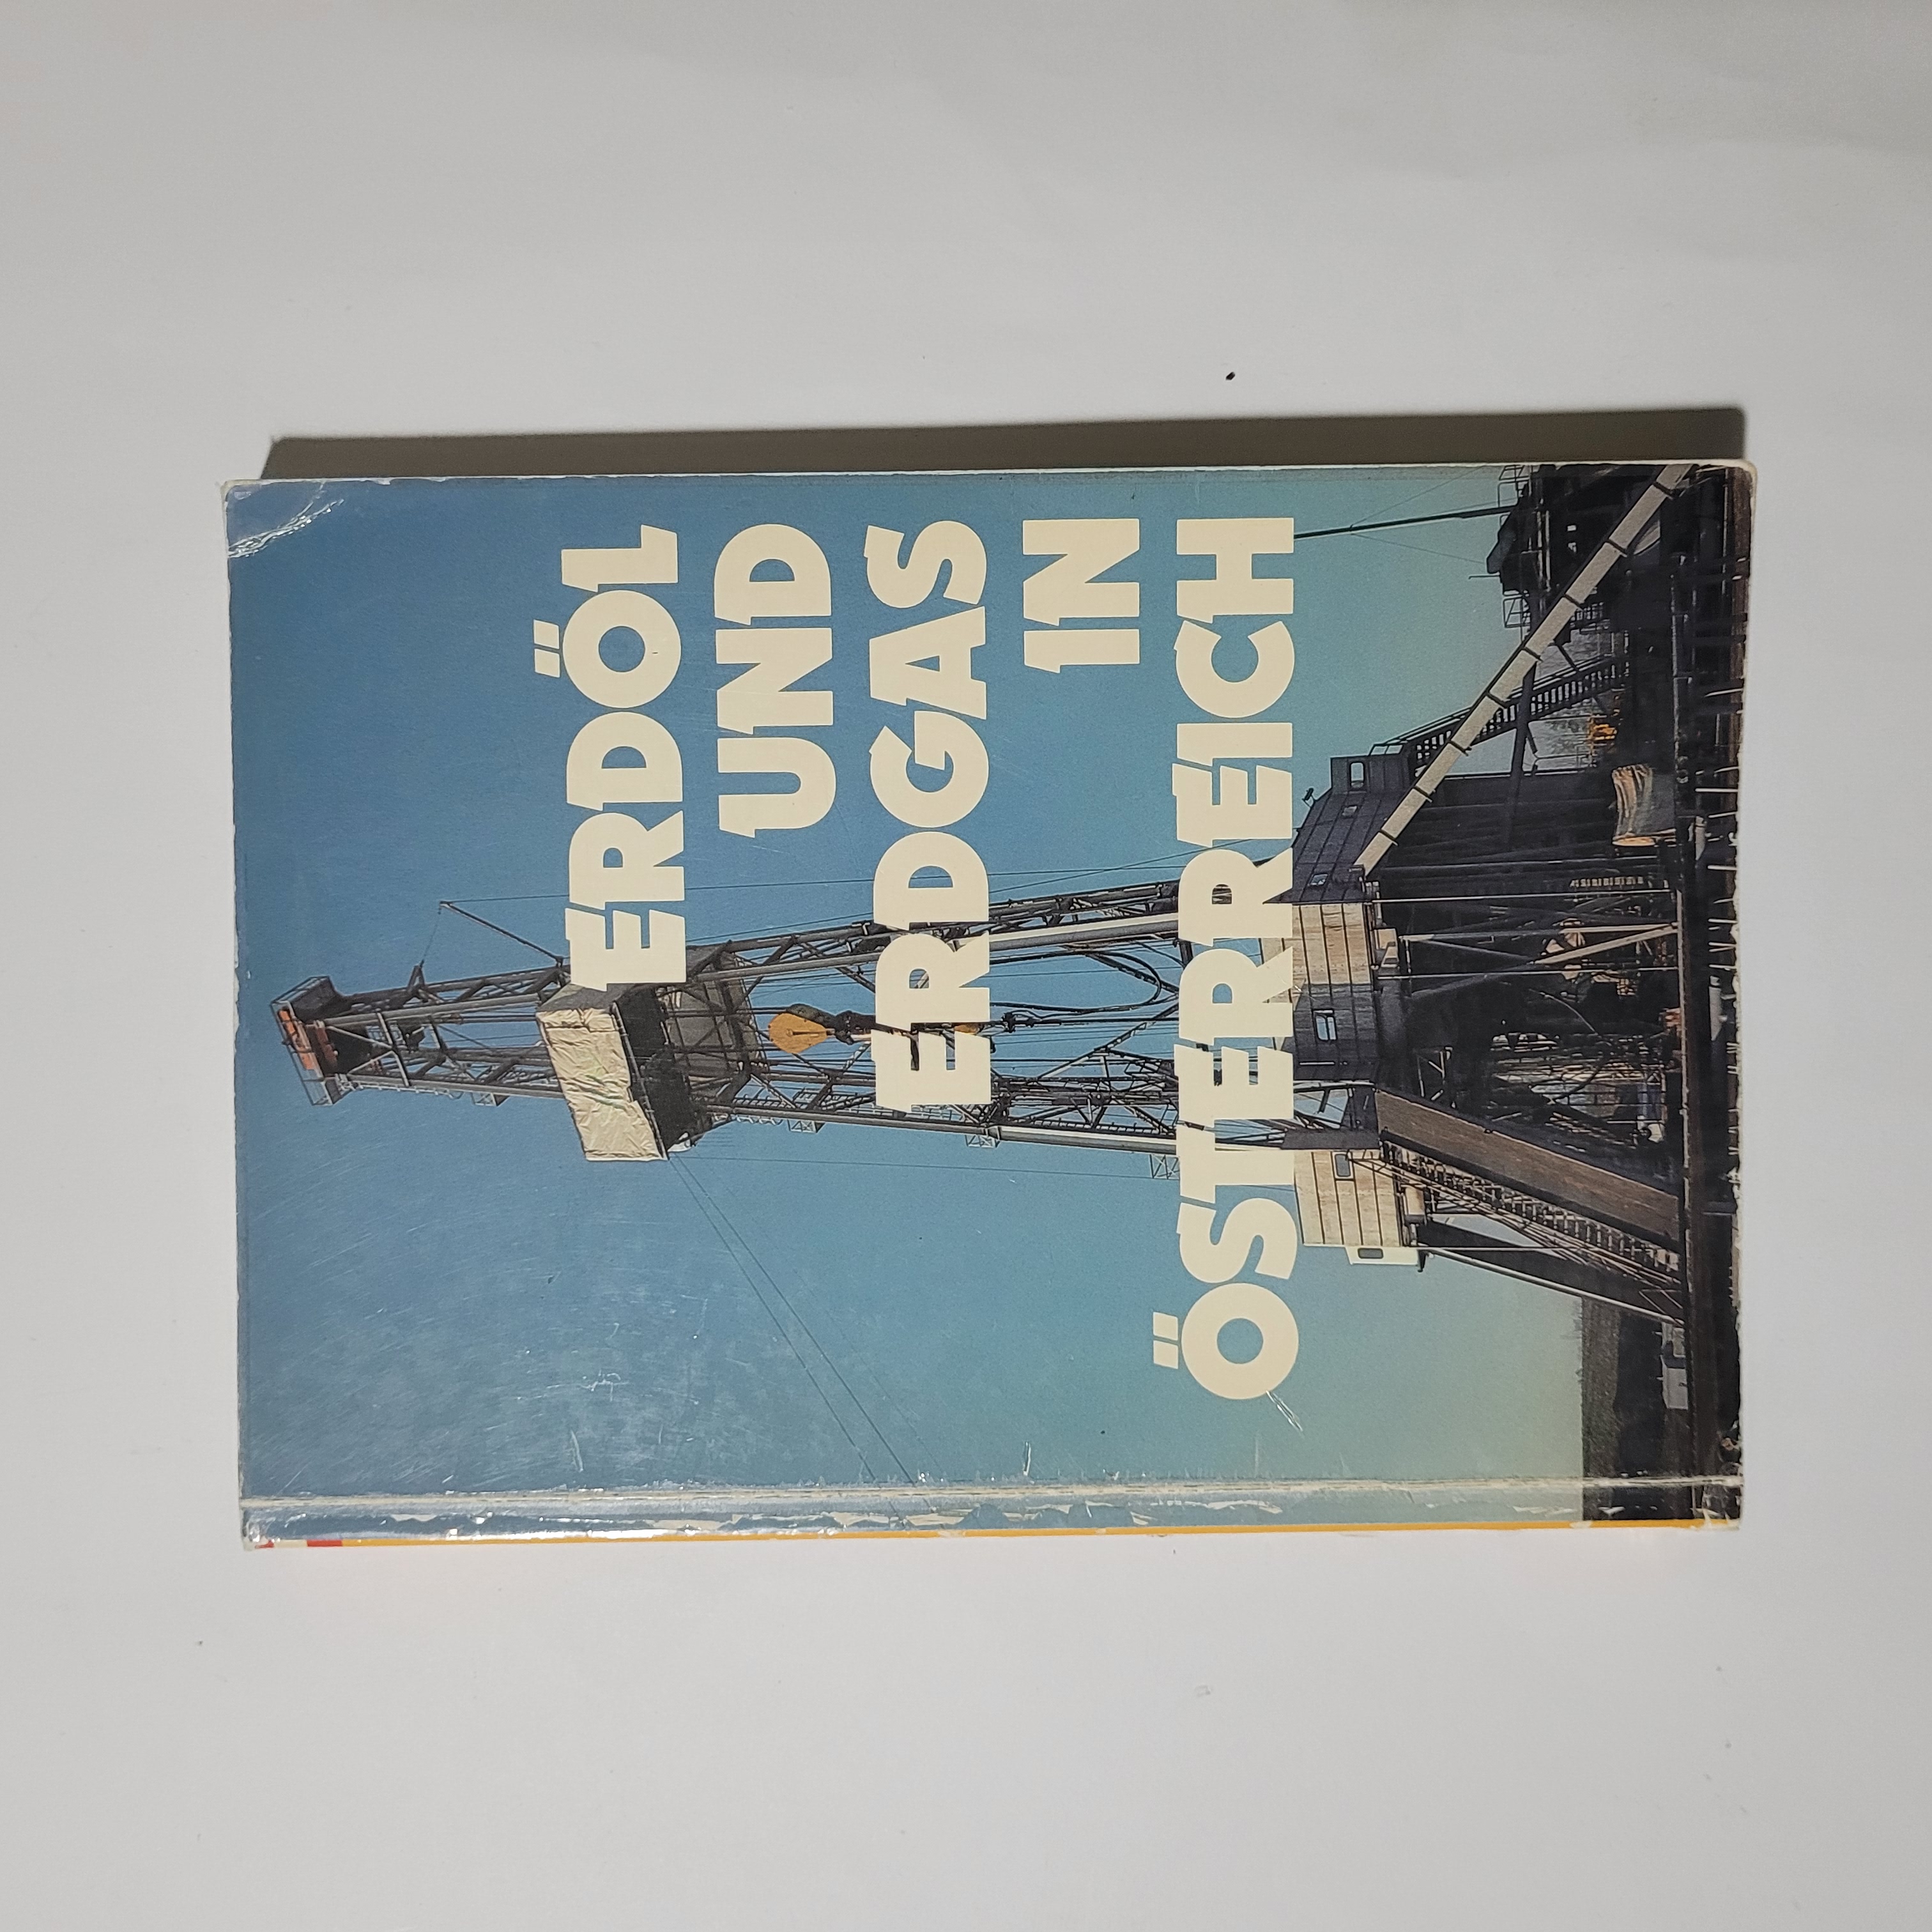 ERDÖL
UND
ERDGAS
IN
ÖSTERREICH